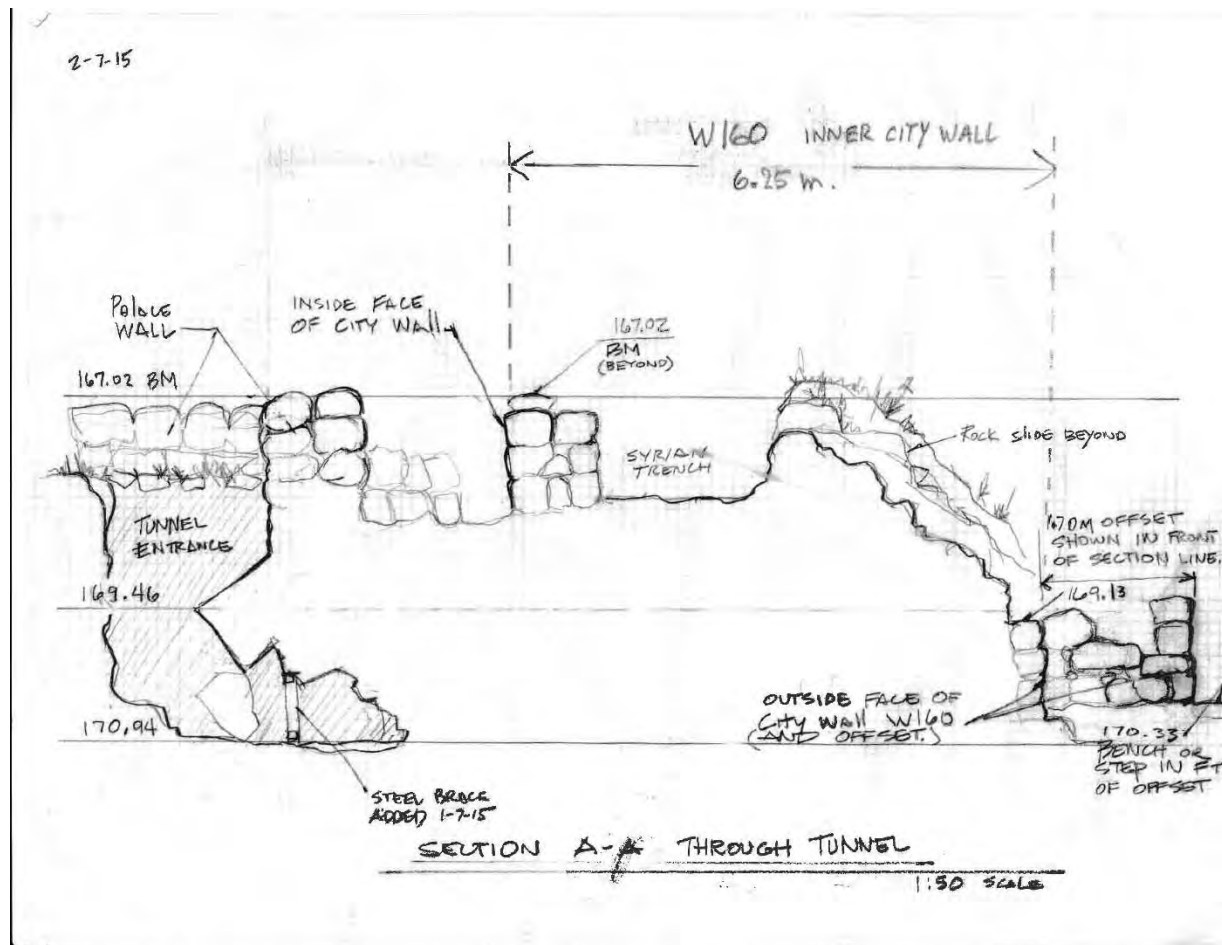 2-7-15
W160 INNER CITY WALL
6.25 m.
PALACE
WALL
INSIDE FACE
OF CITY WALL
167.02
BM
(BEYOND)
167.02 BM
SYRIAN
TRENCH
ROCK SLIDE BEYOND
TUNNEL
ENTRANCE
1.67 OM OFFSET
SHOWN IN FRONT
OF SECTION LINE.
169.46
169.13
OUTSIDE FACE OF
CITY WALL W160
(AND OFFSET.)
170.94
170.33
BENCH OR
STEP IN FT
OF OFFSET
STEEL BRACE
ADDED 1-7-15
SECTION A-A THROUGH TUNNEL
1:50 SCALE